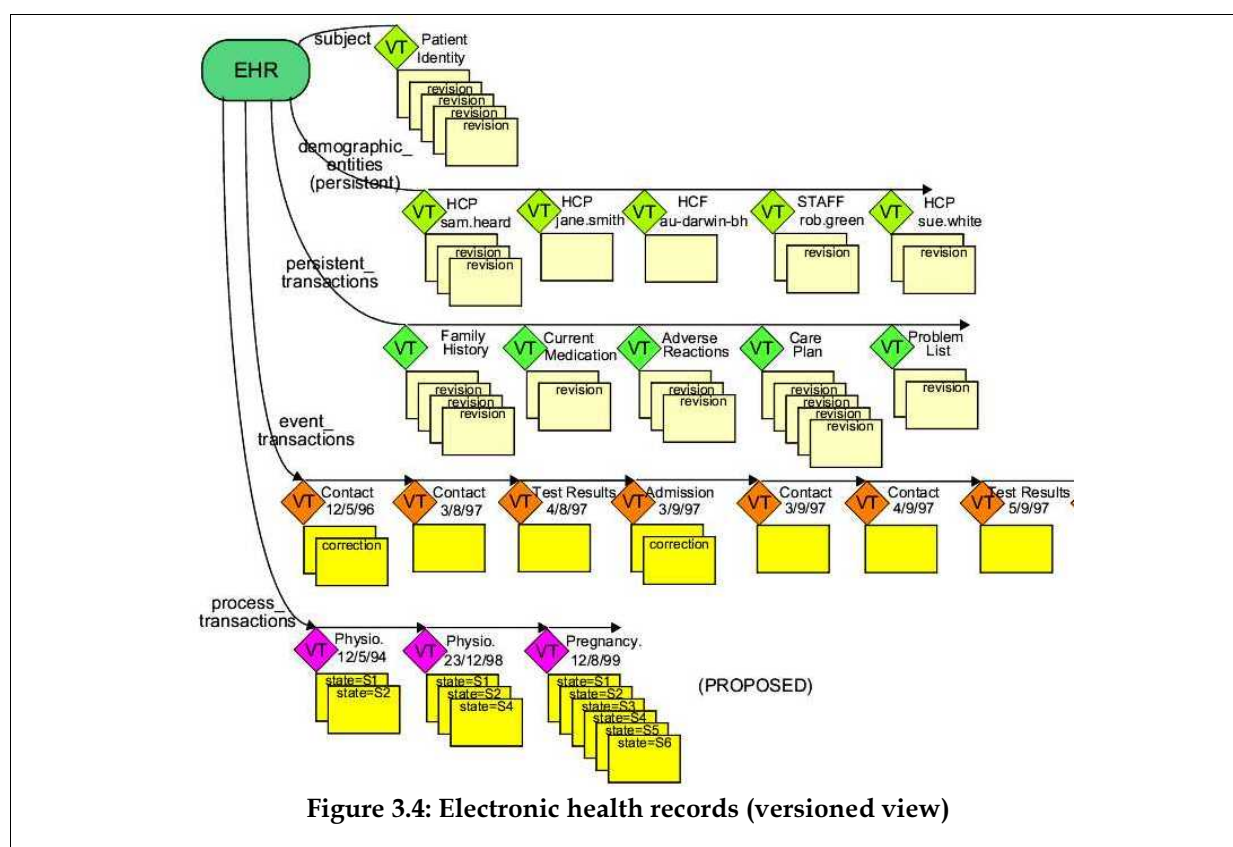 subject
VT
Patient
Identity
EHR
revision
revision
revision
revision
demographic_
entities
(persistent)
VT
HCP
sam.heard
VT
HCP
jane.smith
VT
HCF
au-darwin-bh
VT
STAFF
rob.green
VT
HCP
sue.white
revision
revision
revision
revision
persistent_
transactions
VT
Family
History
VT
Current
Medication
VT
Adverse
Reactions
VT
Care
Plan
VT
Problem
List
revision
revision
revision
revision
revision
revision
revision
revision
revision
revision
revision
event_
transactions
VT
Contact
12/5/96
VT
Contact
3/8/97
VT
Test Results
4/8/97
VT
Admission
3/9/97
VT
Contact
3/9/97
VT
Contact
4/9/97
VT
Test Results
5/9/97
correction
correction
process_
transactions
VT
Physio.
12/5/94
VT
Physio.
23/12/98
VT
Pregnancy.
12/8/99
state=S1
state=S2
state=S1
state=S2
state=S4
state=S1
state=S2
state=S3
state=S4
state=S5
state=S6
(PROPOSED)
Figure 3.4: Electronic health records (versioned view)